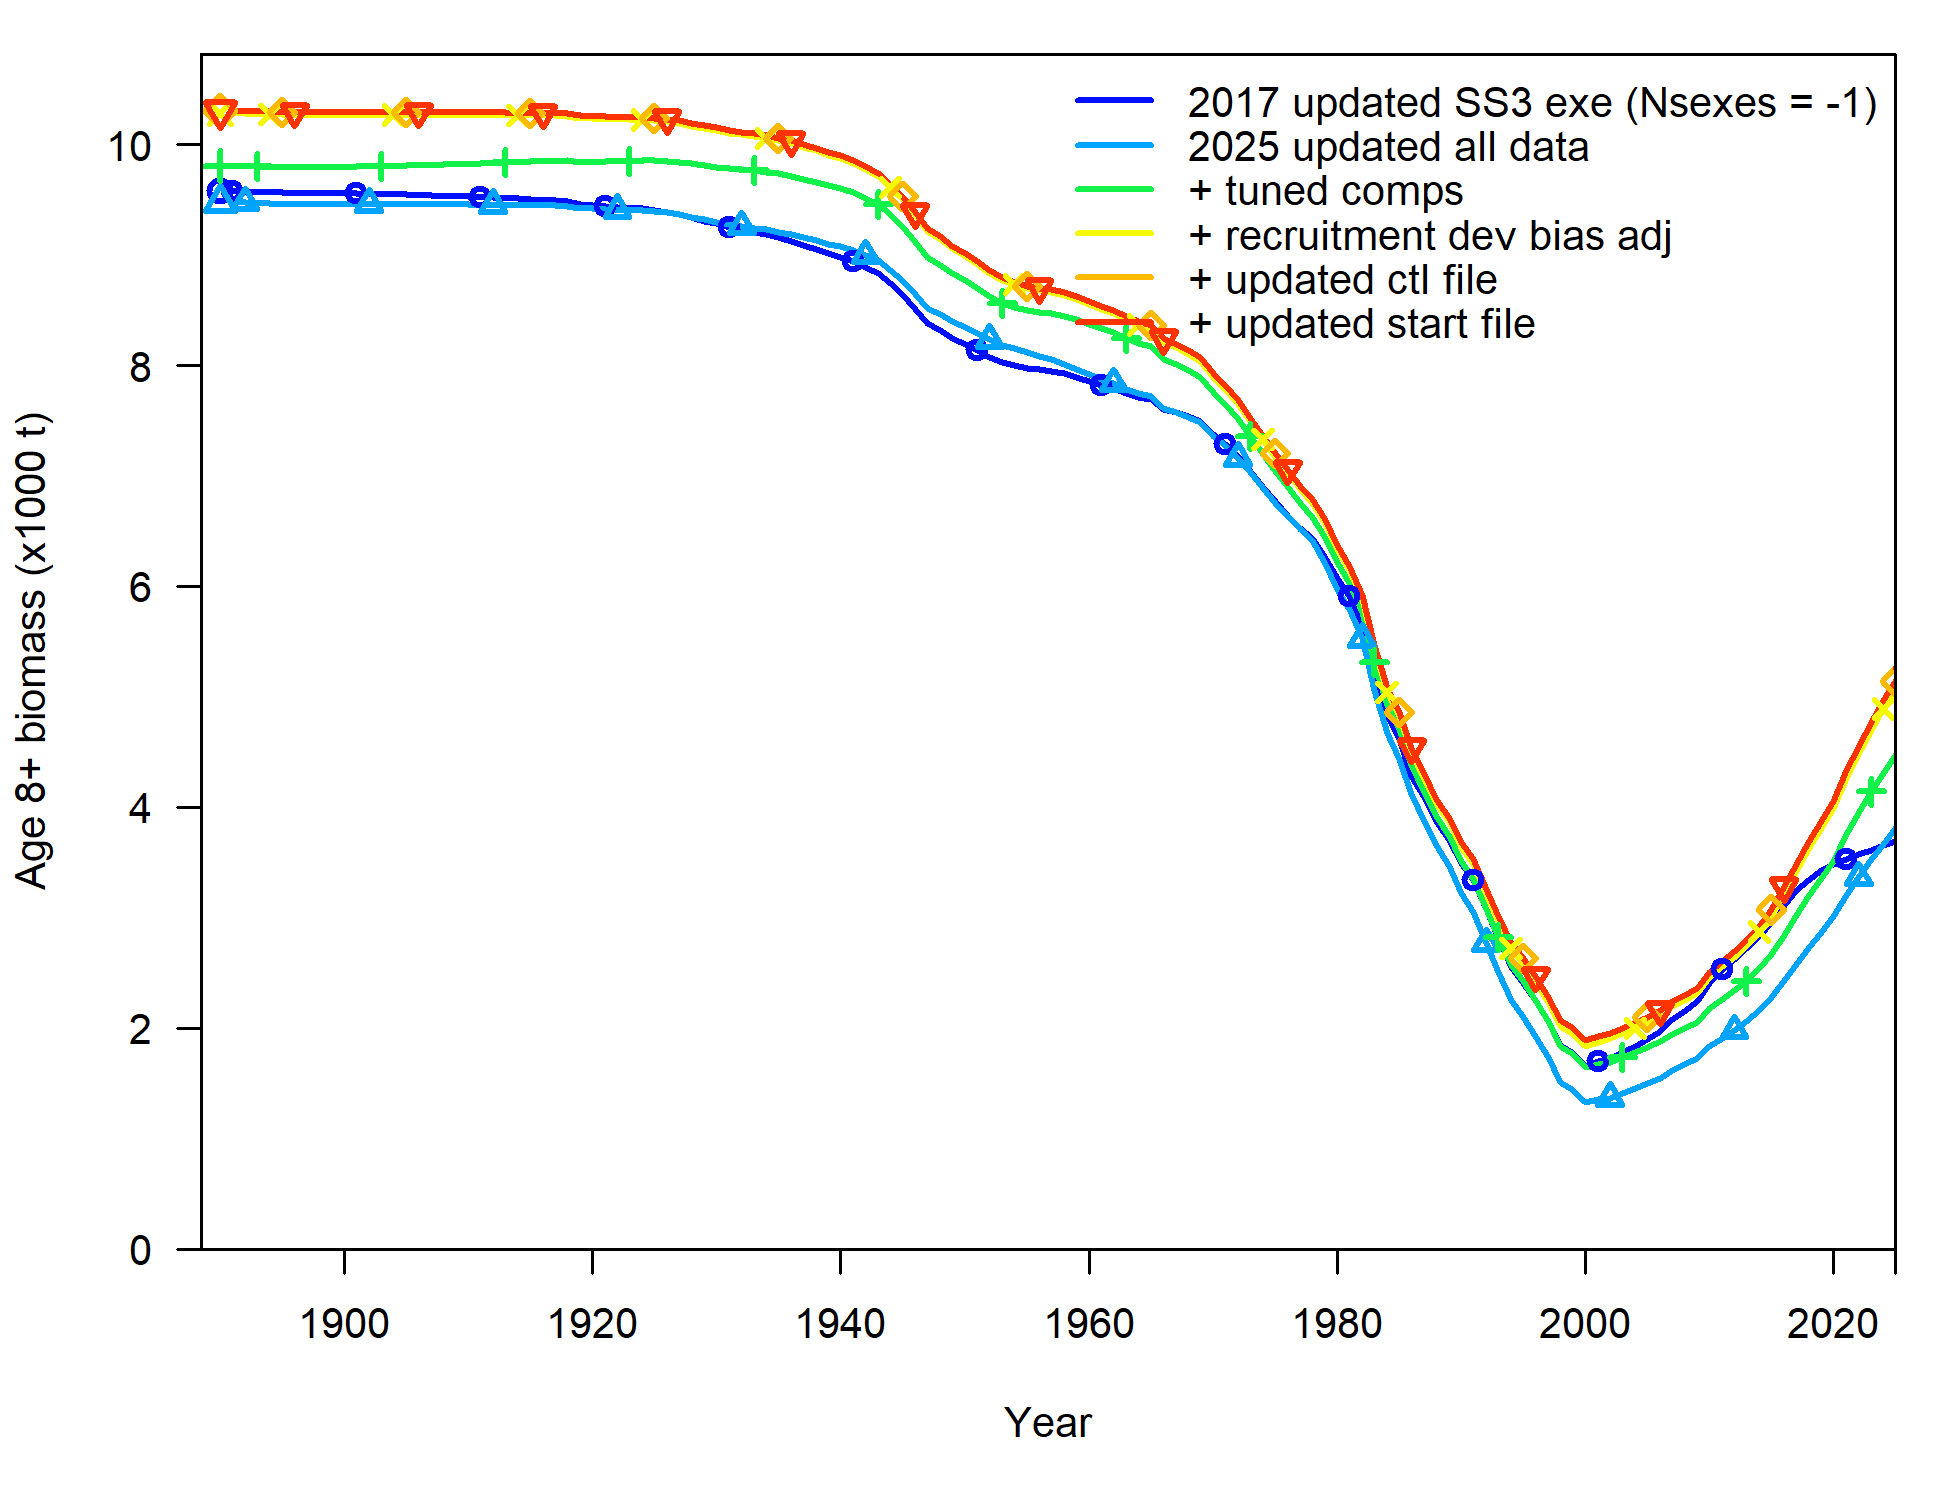 2017 updated SS3 exe (Nsexes = -1)
2025 updated all data
+ tuned comps
+ recruitment dev bias adj
+ updated ctl file
+ updated start file
Age 8+ biomass (x1000 t)
10
8
6
4
2
0
1900 1920 1940 1960 1980 2000 2020
Year